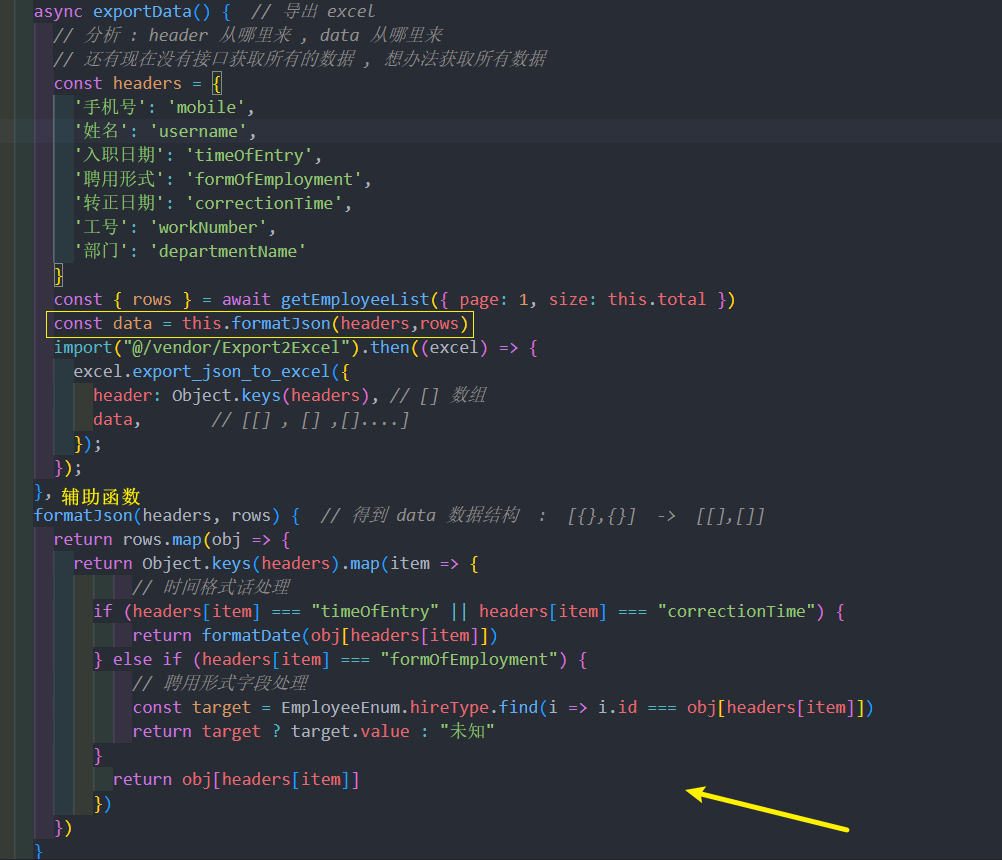 async exportData() {  // 导出 excel
  // 分析 : header 从哪里来 , data 从哪里来
  // 还有现在没有接口获取所有的数据 , 想办法获取所有数据
  const headers = {
    '手机号': 'mobile',
    '姓名': 'username',
    '入职日期': 'timeOfEntry',
    '聘用形式': 'formOfEmployment',
    '转正日期': 'correctionTime',
    '工号': 'workNumber',
    '部门': 'departmentName'
  }
  const { rows } = await getEmployeeList({ page: 1, size: this.total })
  const data = this.formatJson(headers,rows)
  import("@/vendor/Export2Excel").then((excel) => {
    excel.export_json_to_excel({
      header: Object.keys(headers), // [] 数组
      data,       // [[] , [] ,[]....]
    });
  });
}, 辅助函数
formatJson(headers, rows) {  // 得到 data 数据结构  :  [{},{}]  ->  [[],[]]
  return rows.map(obj => {
    return Object.keys(headers).map(item => {
          // 时间格式话处理
      if (headers[item] === "timeOfEntry" || headers[item] === "correctionTime") {
          return formatDate(obj[headers[item]])
      } else if (headers[item] === "formOfEmployment") {
          // 聘用形式字段处理
          const target = EmployeeEnum.hireType.find(i => i.id === obj[headers[item]])
          return target ? target.value : "未知"
      }
        return obj[headers[item]]
      })
  })
}